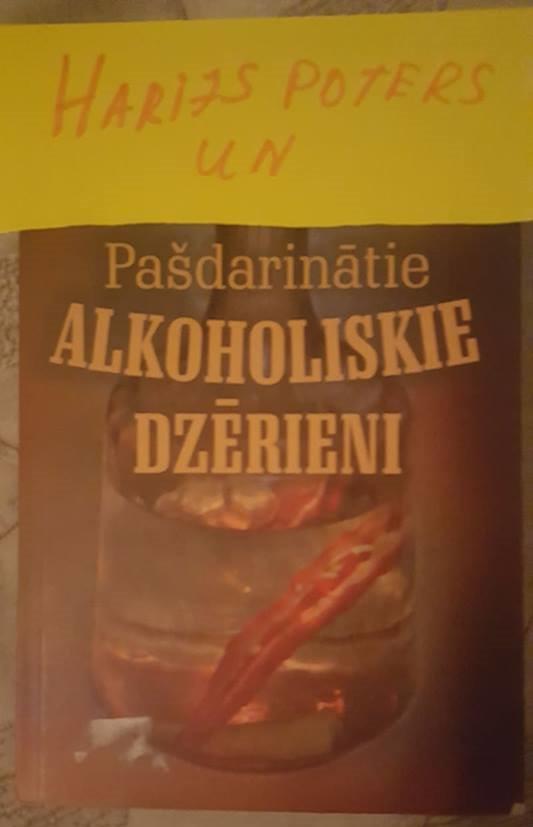 HARIJS POTERS
UN
Pašdarinātie
ALKOHOLISKIE
DZĒRIENI